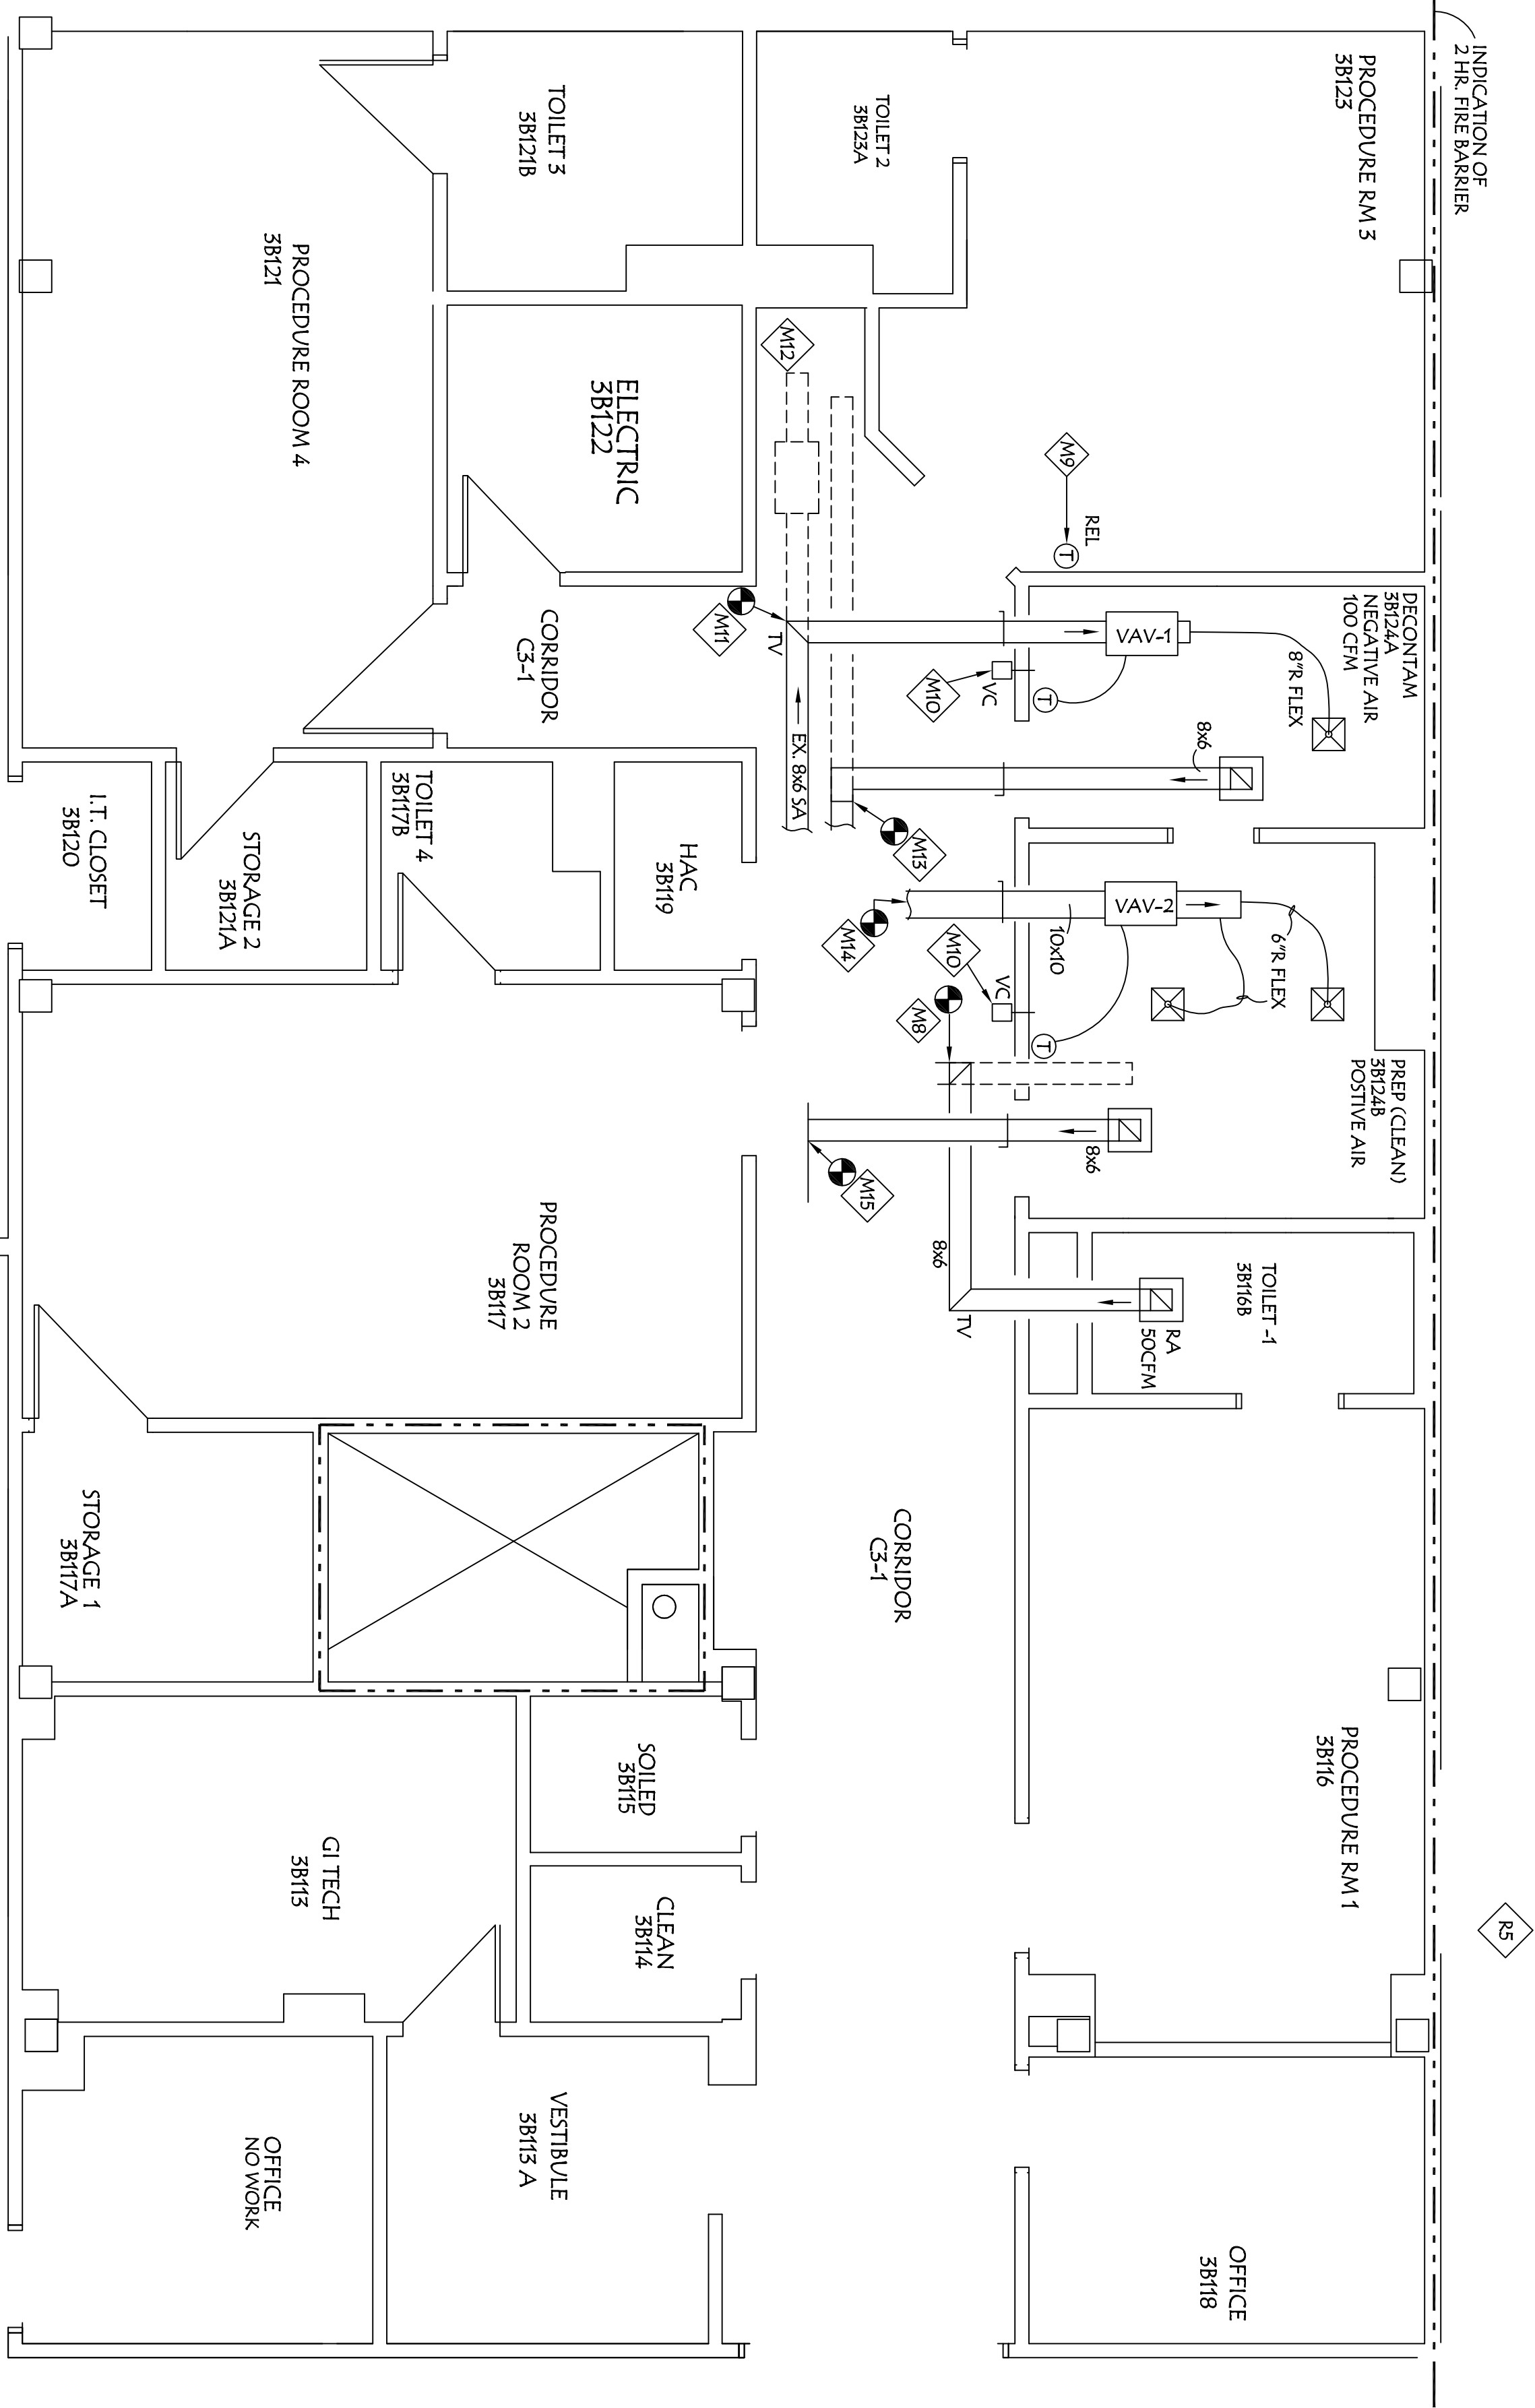 INDICATION OF
2 HR. FIRE BARRIER
PROCEDURE RM 3
3B123
TOILET 2
3B123A
TOILET 3
3B121B
PROCEDURE ROOM 4
3B121
ELECTRIC
3B122
M12
M9
REL
T
DECONTAM
3B124A
NEGATIVE AIR
100 CFM
VAV-1
8"R FLEX
M11
TV
M10
VC
T
CORRIDOR
C3-1
EX. 8x6 SA
8x6
M13
TOILET 4
3B117B
HAC
3B119
I.T. CLOSET
3B120
STORAGE 2
3B121A
VAV-2
10x10
6"R FLEX
M14
M10
VC
M8
T
PREP (CLEAN)
3B124B
POSTIVE AIR
8x6
M15
8x6
TV
TOILET -1
3B116B
RA
50CFM
PROCEDURE
ROOM 2
3B117
STORAGE 1
3B117A
CORRIDOR
C3-1
PROCEDURE RM 1
3B116
R5
SOILED
3B115
GI TECH
3B113
CLEAN
3B114
VESTIBULE
3B113 A
OFFICE
NO WORK
OFFICE
3B118